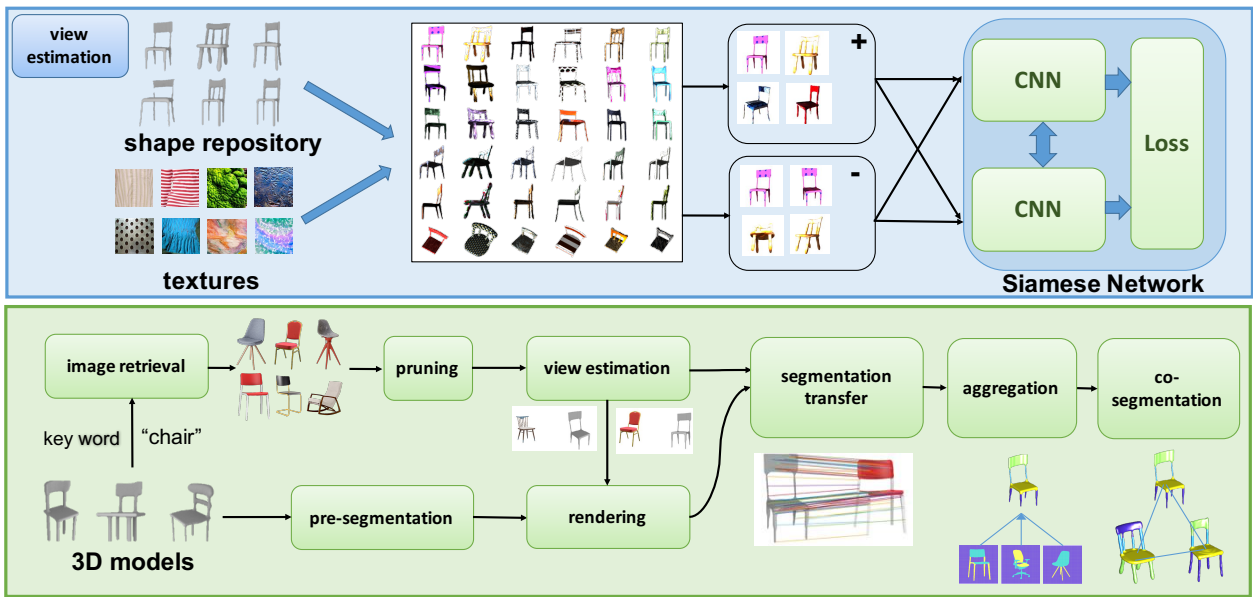 view
estimation
shape repository
textures
+
-
CNN
CNN
Loss
Siamese Network
image retrieval
pruning
view estimation
segmentation
transfer
aggregation
co-
segmentation
key word
“chair”
pre-segmentation
rendering
3D models